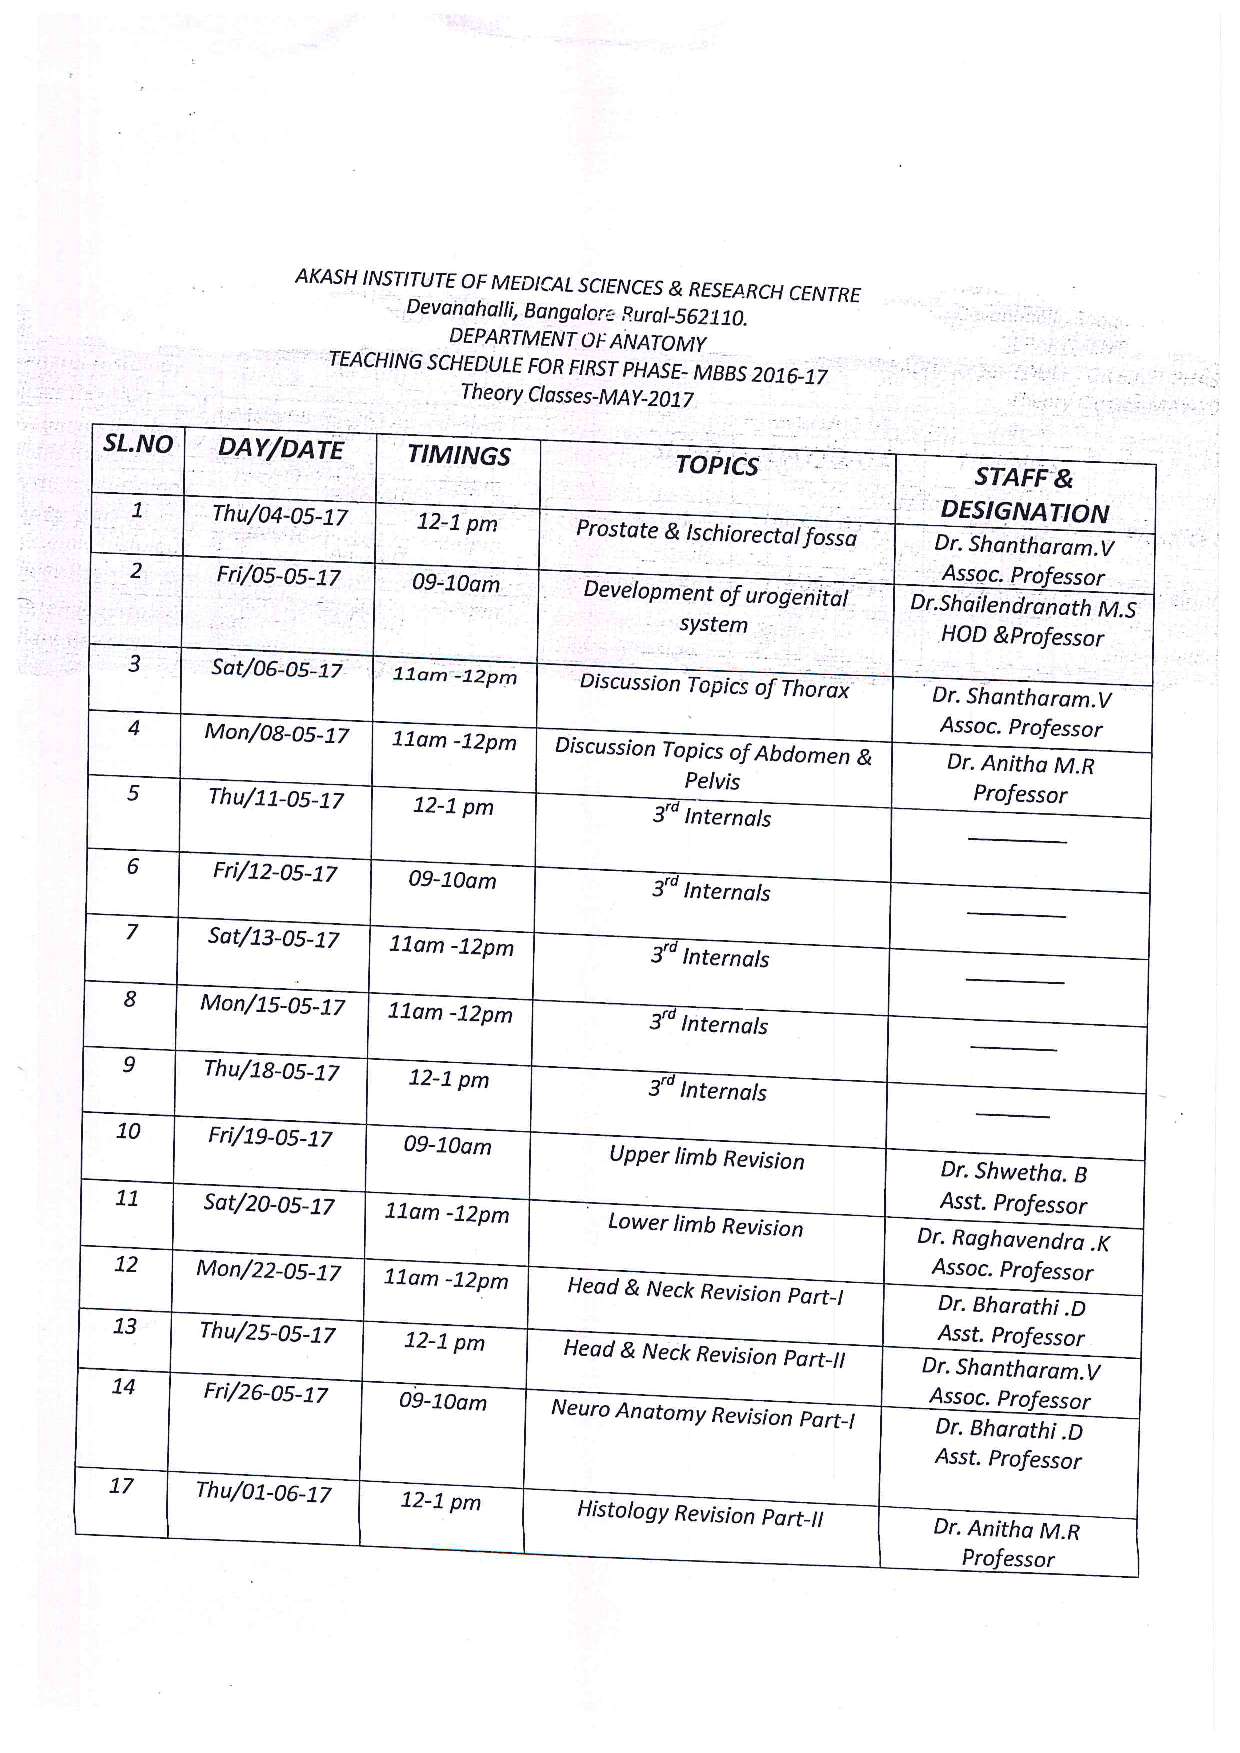 AKASH INSTITUTE OF MEDICAL SCIENCES & RESEARCH CENTRE
Devanahalli, Bangalore Rural-562110.
DEPARTMENT OF ANATOMY
TEACHING SCHEDULE FOR FIRST PHASE- MBBS 2016-17
Theory Classes-MAY-2017
SL.NO DAY/DATE TIMINGS TOPICS STAFF &
DESIGNATION
1 Thu/04-05-17 12-1 pm Prostate & Ischiorectal fossa Dr. Shantharam.V
Assoc. Professor
2 Fri/05-05-17 09-10am Development of urogenital Dr.Shailendranath M.S
system HOD &Professor
3 Sat/06-05-17 11am -12pm Discussion Topics of Thorax Dr. Shantharam.V
Assoc. Professor
4 Mon/08-05-17 11am -12pm Discussion Topics of Abdomen & Dr. Anitha M.R
Pelvis Professor
5 Thu/11-05-17 12-1 pm 3rd Internals
6 Fri/12-05-17 09-10am 3rd Internals
7 Sat/13-05-17 11am -12pm 3rd Internals
8 Mon/15-05-17 11am -12pm 3rd Internals
9 Thu/18-05-17 12-1 pm 3rd Internals
10 Fri/19-05-17 09-10am Upper limb Revision Dr. Shwetha. B
Asst. Professor
11 Sat/20-05-17 11am -12pm Lower limb Revision Dr. Raghavendra .K
Assoc. Professor
12 Mon/22-05-17 11am -12pm Head & Neck Revision Part-I Dr. Bharathi .D
Asst. Professor
13 Thu/25-05-17 12-1 pm Head & Neck Revision Part-II Dr. Shantharam.V
Assoc. Professor
14 Fri/26-05-17 09-10am Neuro Anatomy Revision Part-I Dr. Bharathi .D
Asst. Professor
17 Thu/01-06-17 12-1 pm Histology Revision Part-II Dr. Anitha M.R
Professor